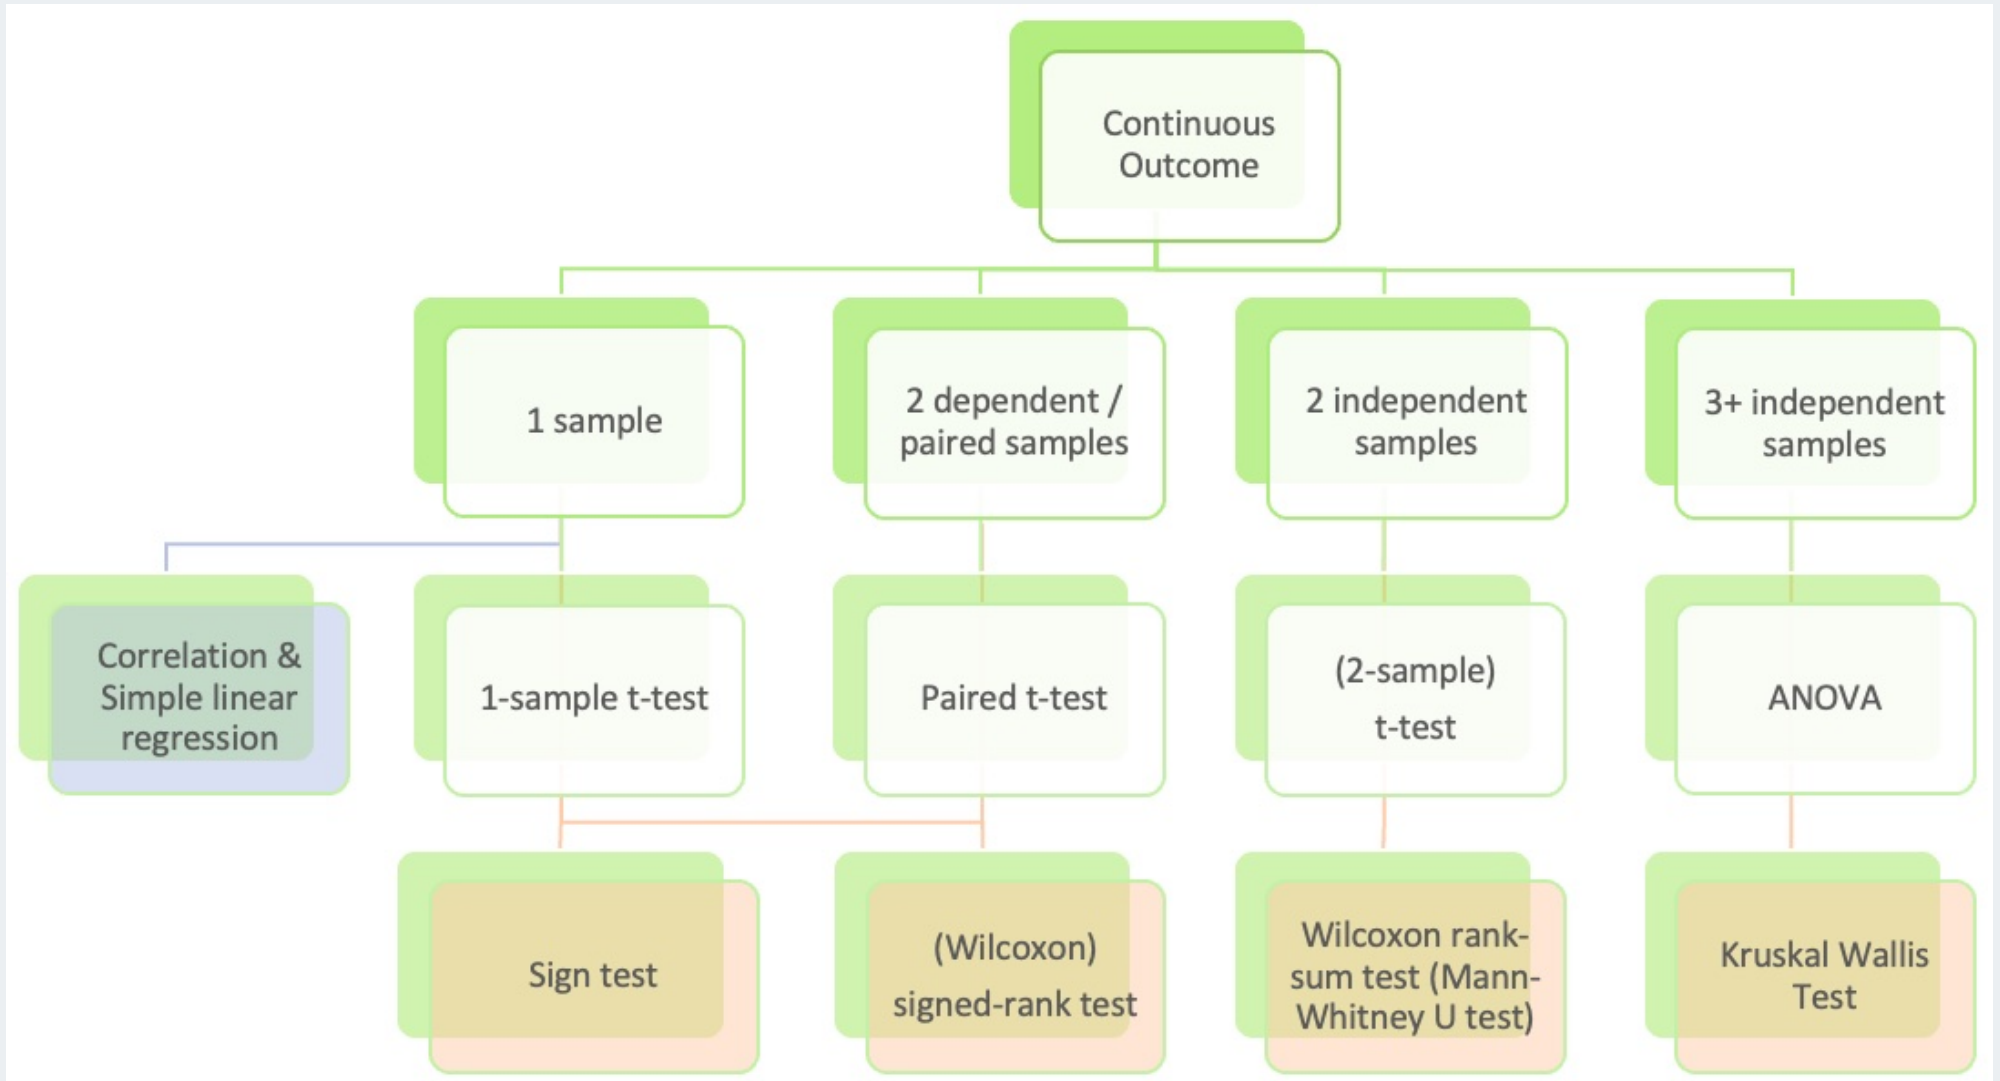 Continuous
Outcome
1 sample
2 dependent /
paired samples
2 independent
samples
3+ independent
samples
Correlation &
Simple linear
regression
1-sample t-test
Paired t-test
(2-sample)
t-test
ANOVA
Sign test
(Wilcoxon)
signed-rank test
Wilcoxon rank-
sum test (Mann-
Whitney U test)
Kruskal Wallis
Test